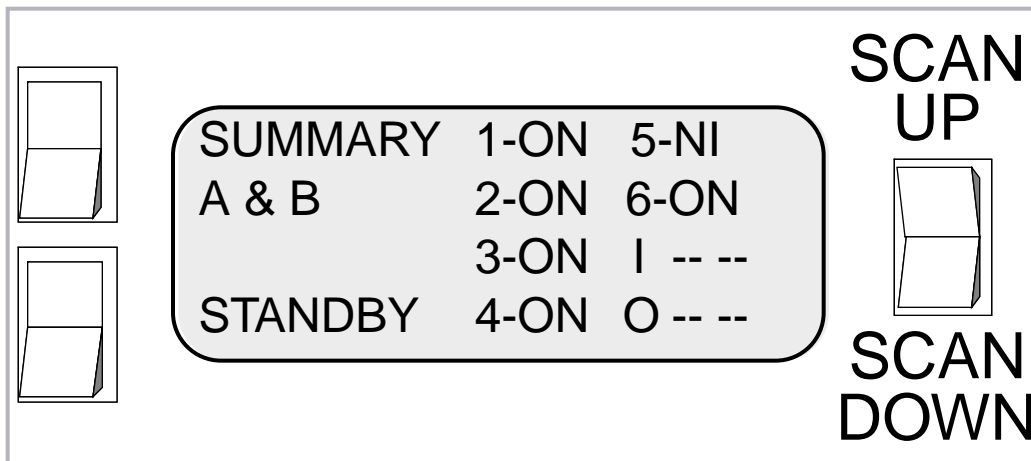 SUMMARY 1-ON 5-NI
A & B 2-ON 6-ON
3-ON I -- --
STANDBY 4-ON O -- --
SCAN
UP
SCAN
DOWN